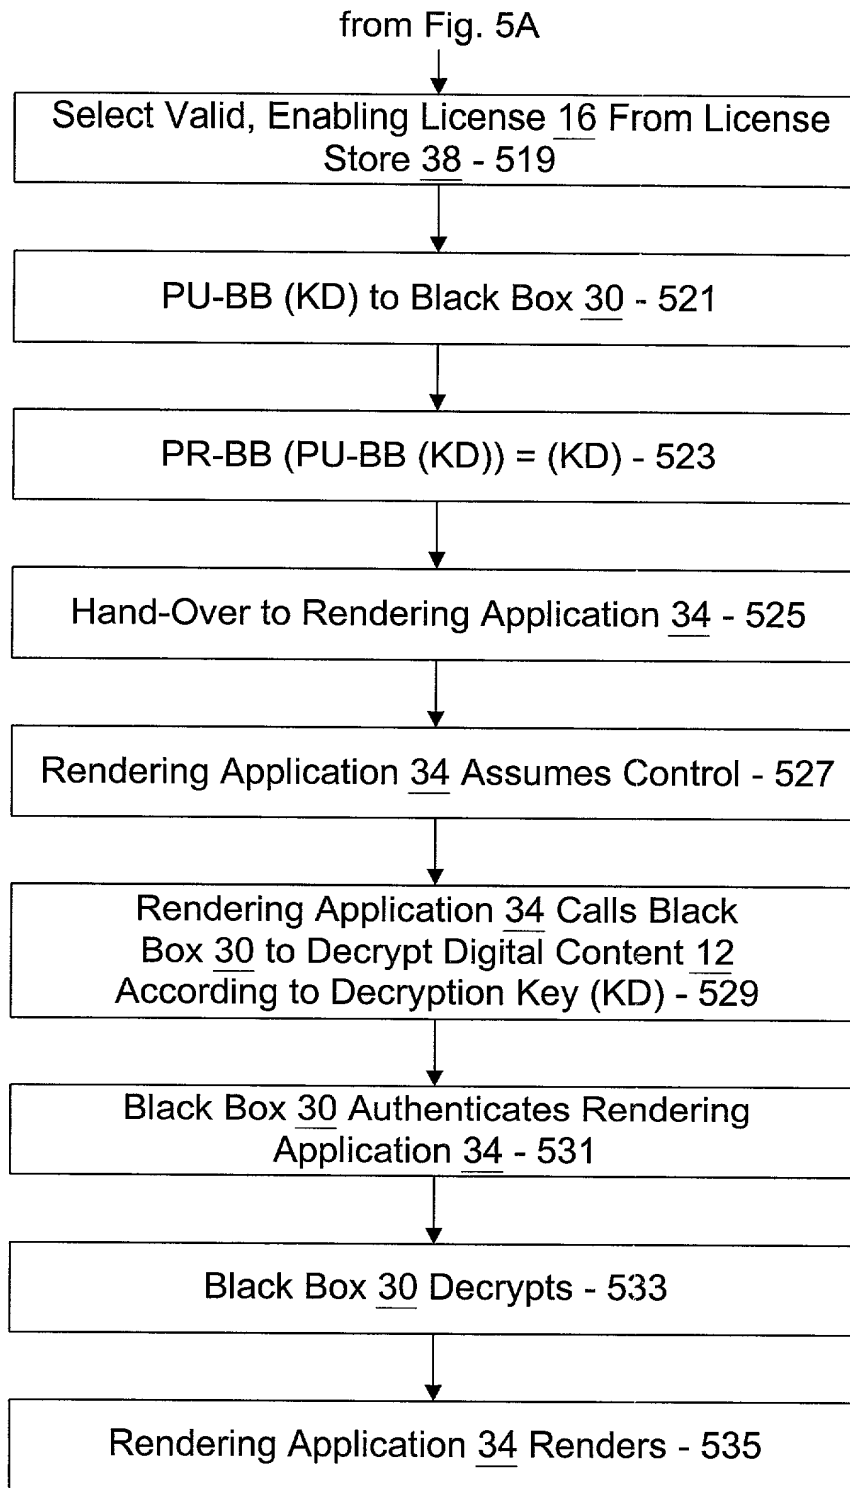 from Fig. 5A
Select Valid, Enabling License 16 From License
Store 38 - 519
PU-BB (KD) to Black Box 30 - 521
PR-BB (PU-BB (KD)) = (KD) - 523
Hand-Over to Rendering Application 34 - 525
Rendering Application 34 Assumes Control - 527
Rendering Application 34 Calls Black
Box 30 to Decrypt Digital Content 12
According to Decryption Key (KD) - 529
Black Box 30 Authenticates Rendering
Application 34 - 531
Black Box 30 Decrypts - 533
Rendering Application 34 Renders - 535